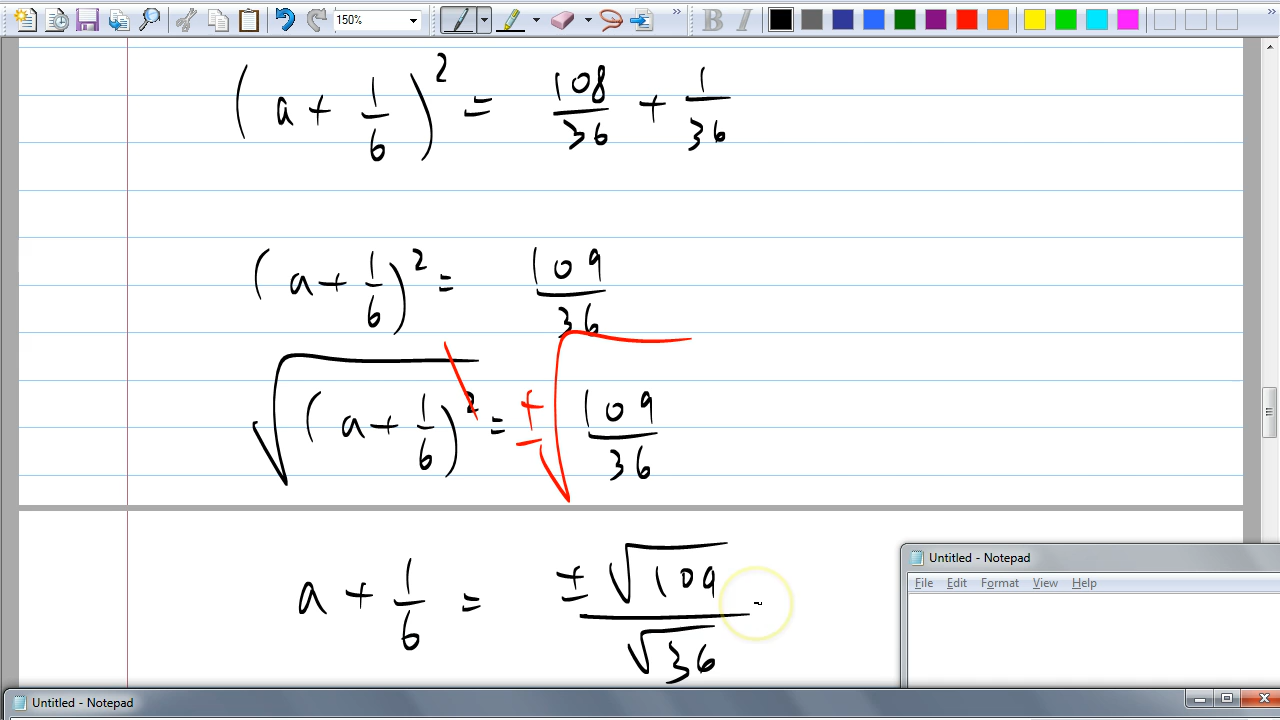 150%
B I
(a + 1/6)² = 108/36 + 1/36
(a + 1/6)² = 109/36
√(a + 1/6)² = ±√109/36
a + 1/6 = ±√109/√36
Untitled - Notepad
File Edit Format View Help
Untitled - Notepad